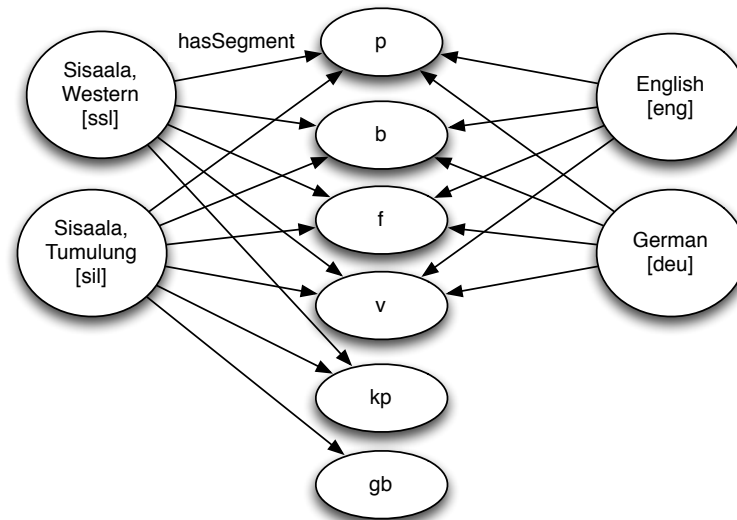 hasSegment
Sisaala,
Western
[ssl]
Sisaala,
Tumulung
[sil]
p
b
f
v
kp
gb
English
[eng]
German
[deu]